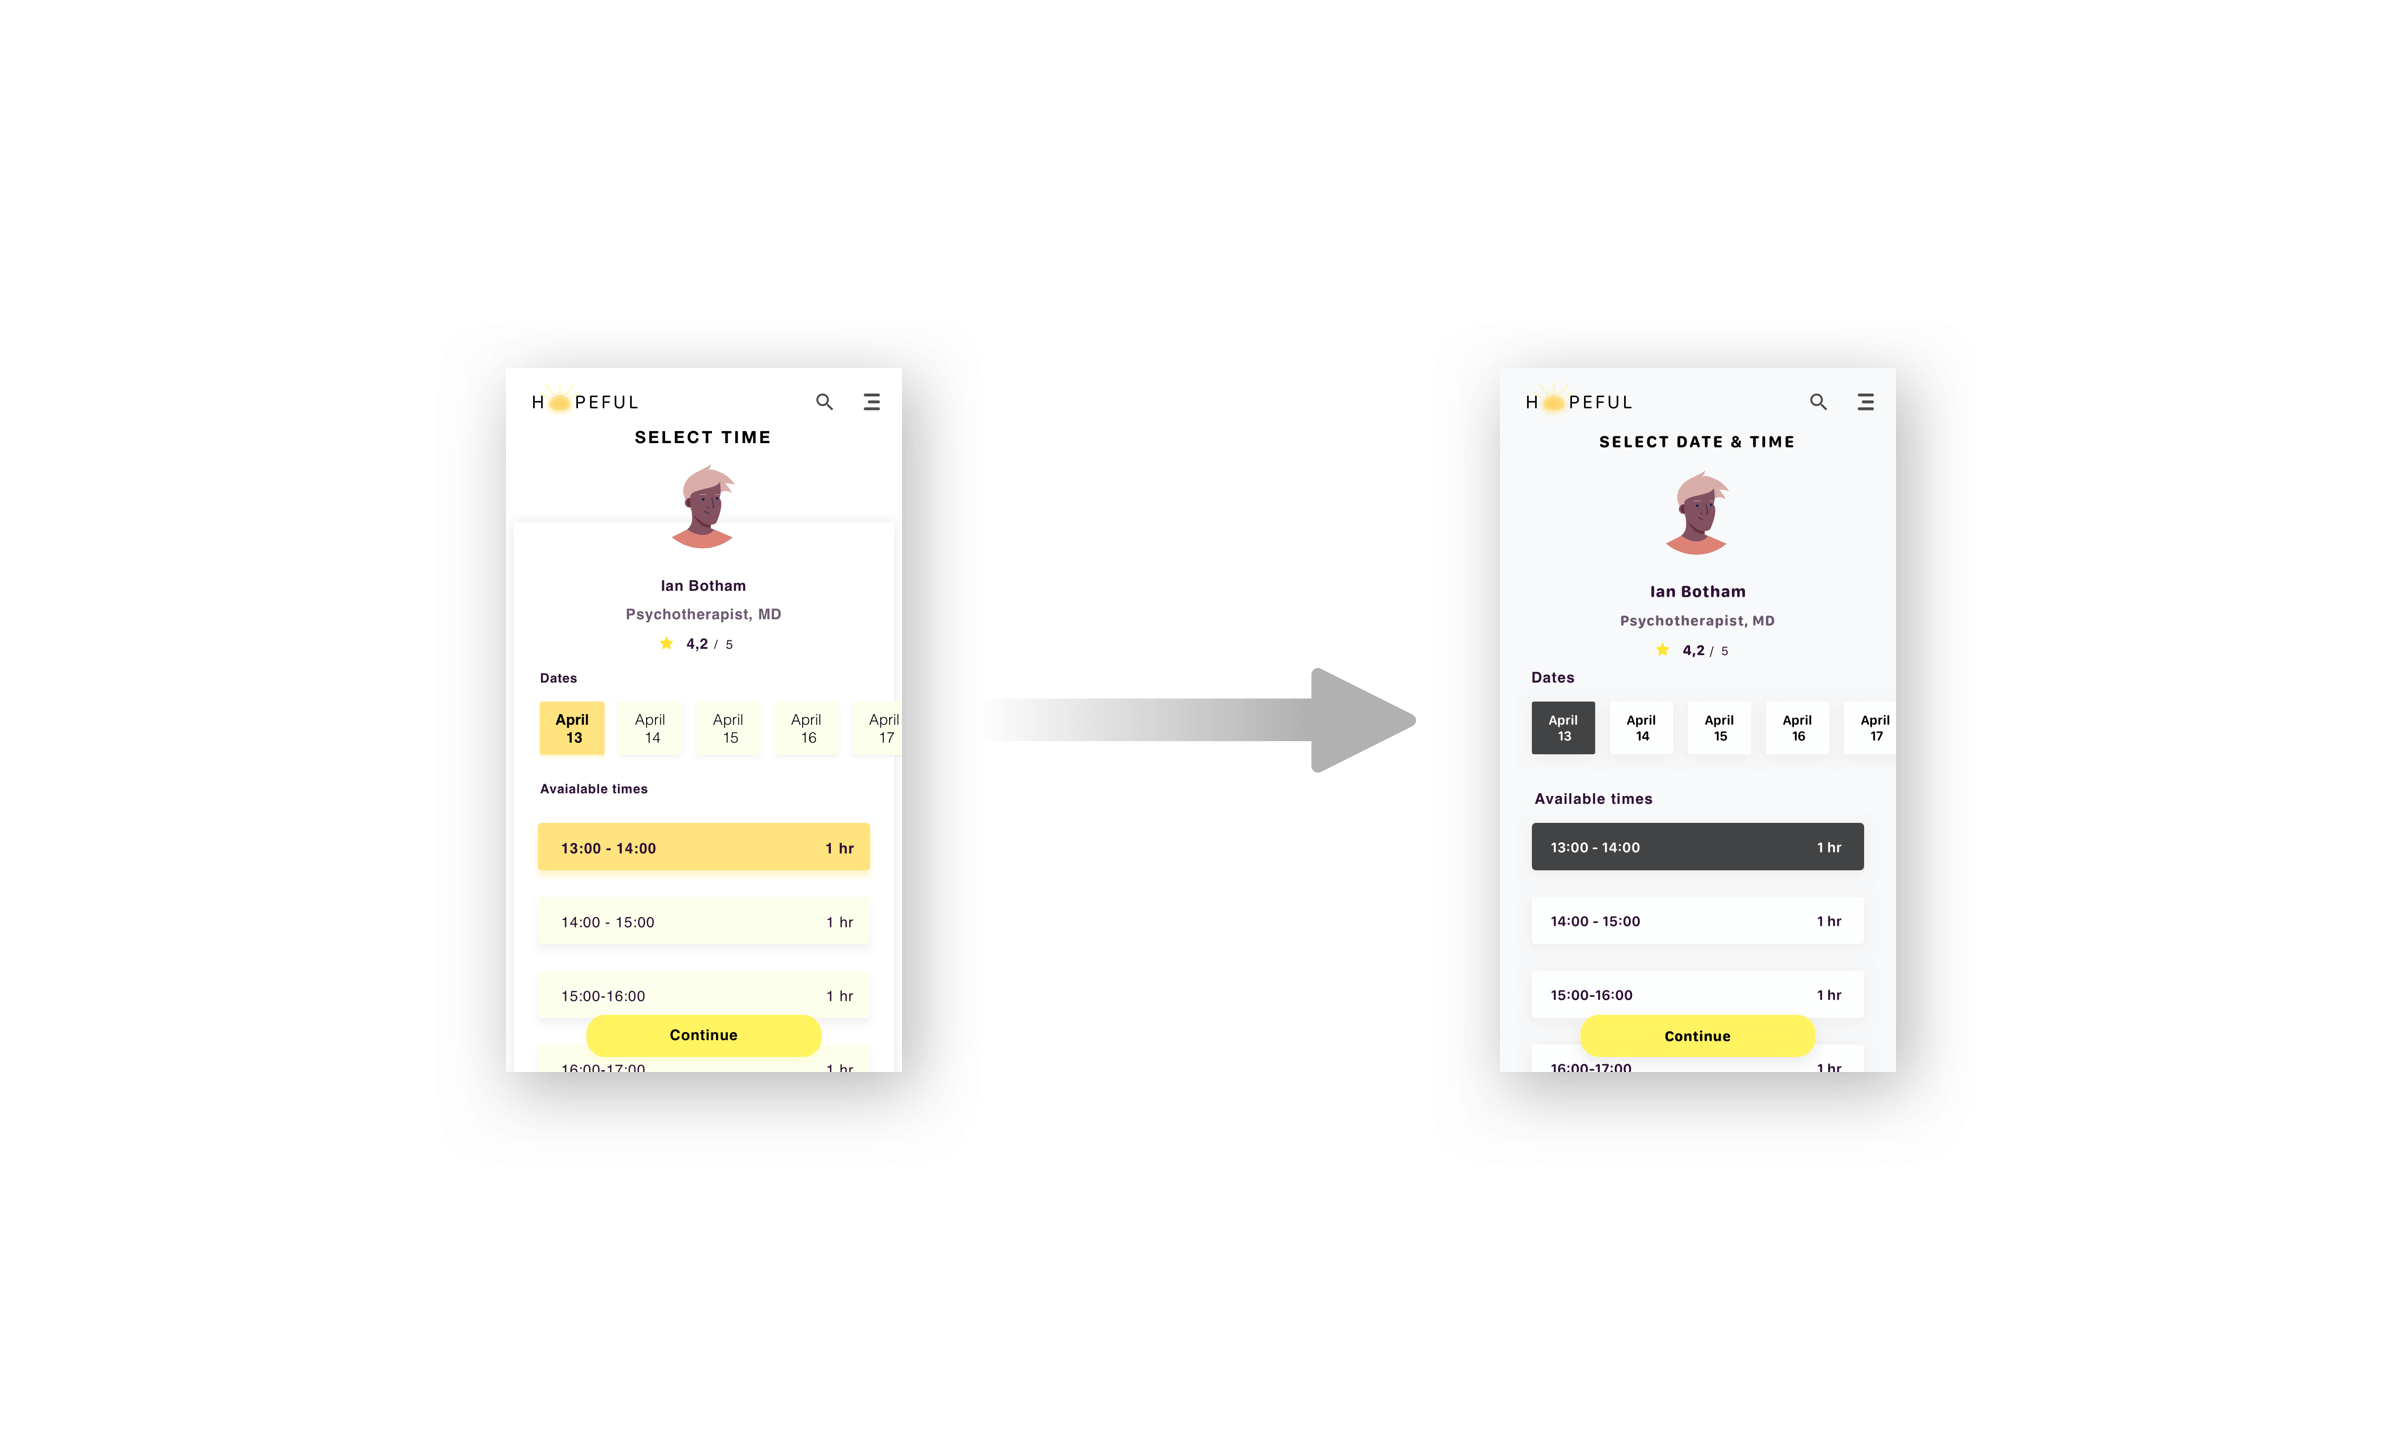 HOPEFUL
SELECT TIME
Ian Botham
Psychotherapist, MD
4,2 / 5
Dates
April 13
April 14
April 15
April 16
April 17
Avaialable times
13:00 - 14:00 1 hr
14:00 - 15:00 1 hr
15:00-16:00 1 hr
Continue
16:00-17:00 1 hr
HOPEFUL
SELECT DATE & TIME
Ian Botham
Psychotherapist, MD
4,2 / 5
Dates
April 13
April 14
April 15
April 16
April 17
Available times
13:00 - 14:00 1 hr
14:00 - 15:00 1 hr
15:00-16:00 1 hr
Continue
16:00-17:00 1 hr